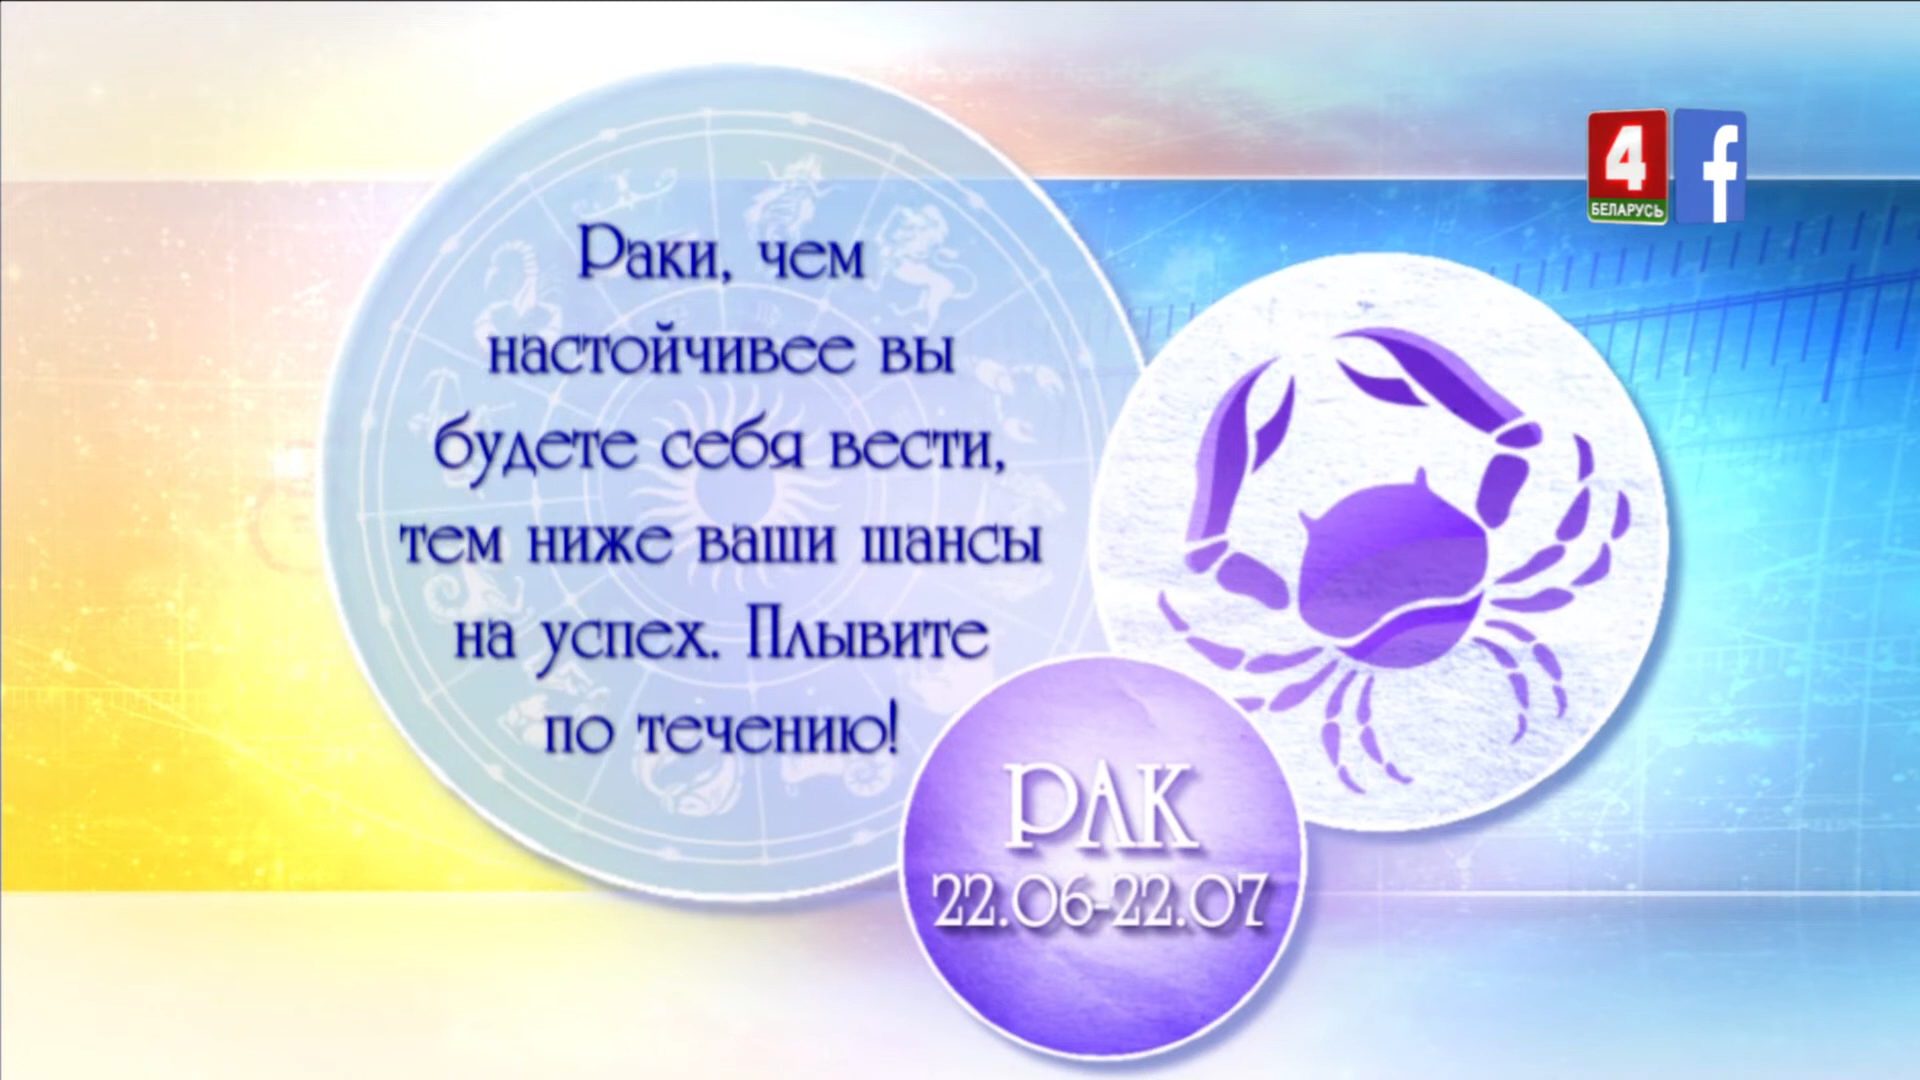 4
БЕЛАРУСЬ
f
Раки, чем
настойчивее вы
будете себя вести,
тем ниже ваши шансы
на успех. Плывите
по течению!
РАК
22.06-22.07